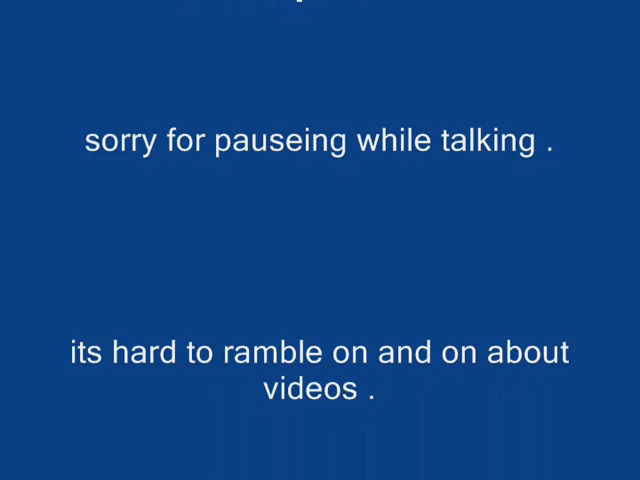 sorry for pauseing while talking .
its hard to ramble on and on about
videos .